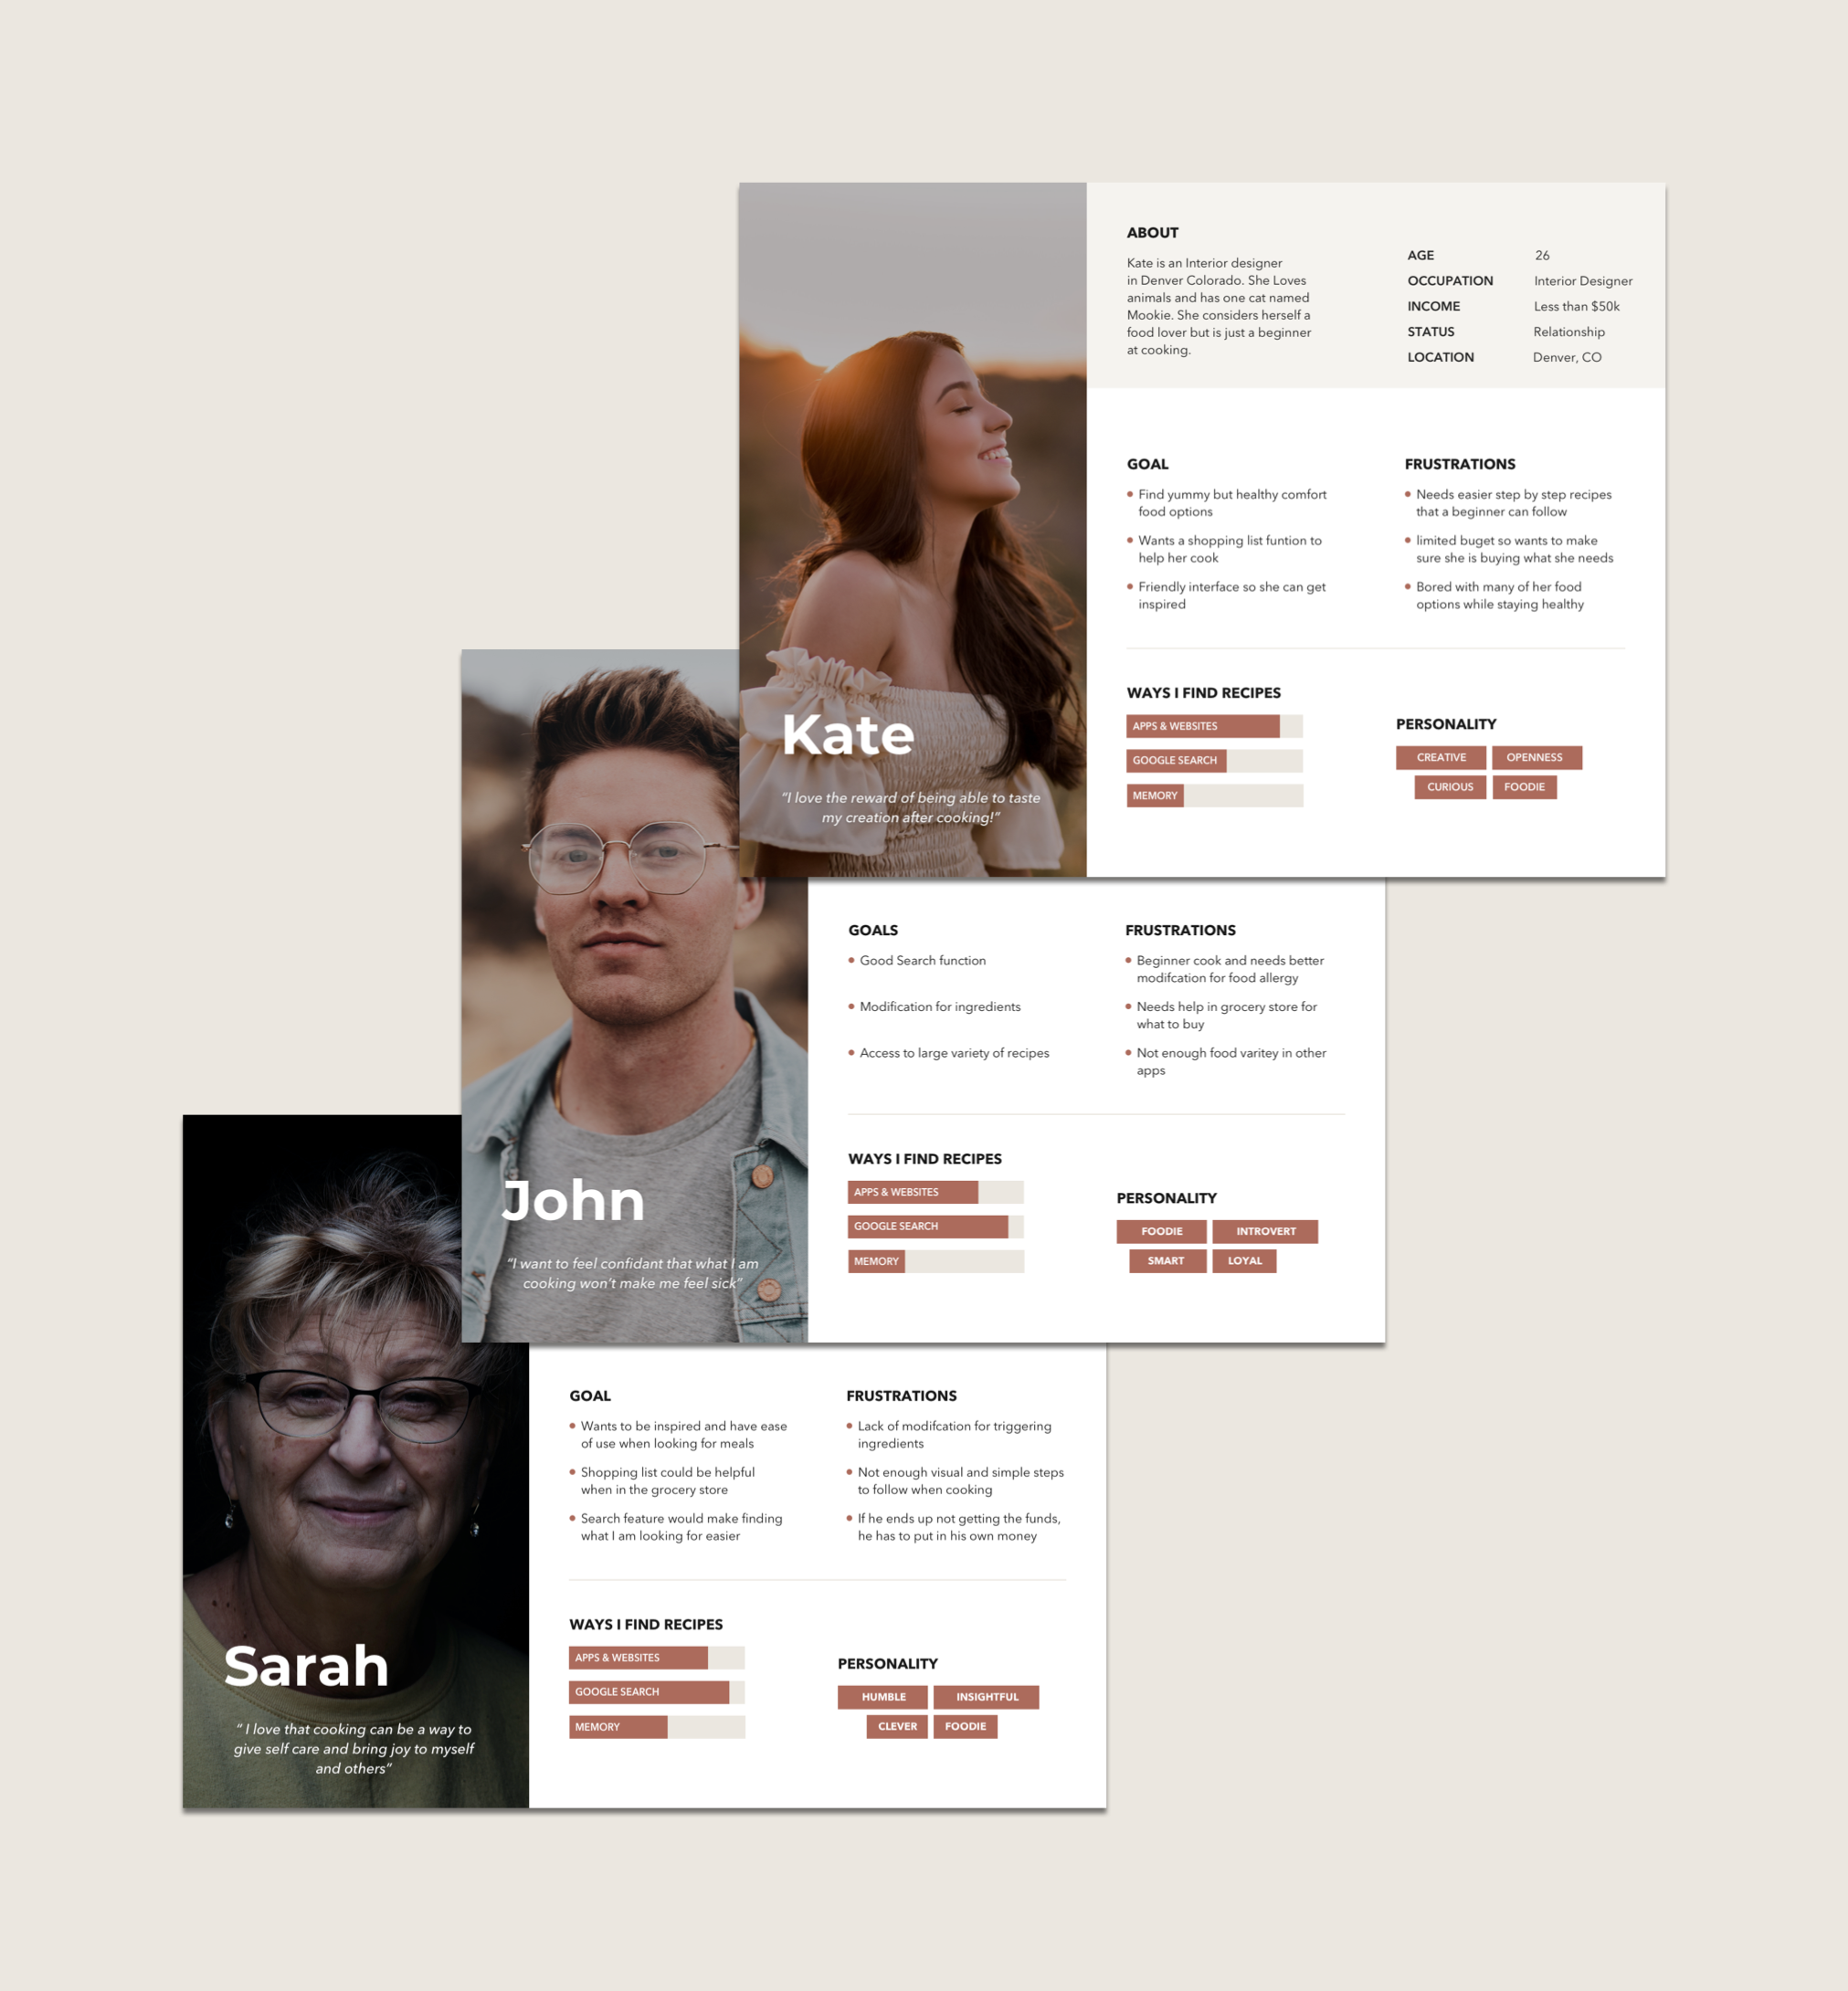 ABOUT
Kate is an Interior designer
in Denver Colorado. She Loves
animals and has one cat named
Mookie. She considers herself a
food lover but is just a beginner
at cooking.
AGE 26
OCCUPATION Interior Designer
INCOME Less than $50k
STATUS Relationship
LOCATION Denver, CO
GOAL
Find yummy but healthy comfort
food options
Wants a shopping list funtion to
help her cook
Friendly interface so she can get
inspired
FRUSTRATIONS
Needs easier step by step recipes
that a beginner can follow
limited buget so wants to make
sure she is buying what she needs
Bored with many of her food
options while staying healthy
Kate
"I love the reward of being able to taste
my creation after cooking!"
WAYS I FIND RECIPES
APPS & WEBSITES
GOOGLE SEARCH
MEMORY
PERSONALITY
CREATIVE OPENNESS
CURIOUS FOODIE
GOALS
Good Search function
Modification for ingredients
Access to large variety of recipes
FRUSTRATIONS
Beginner cook and needs better
modifcation for food allergy
Needs help in grocery store for
what to buy
Not enough food varitey in other
apps
John
"I want to feel confidant that what I am
cooking won't make me feel sick"
WAYS I FIND RECIPES
APPS & WEBSITES
GOOGLE SEARCH
MEMORY
PERSONALITY
FOODIE INTROVERT
SMART LOYAL
GOAL
Wants to be inspired and have ease
of use when looking for meals
Shopping list could be helpful
when in the grocery store
Search feature would make finding
what I am looking for easier
FRUSTRATIONS
Lack of modifcation for triggering
ingredients
Not enough visual and simple steps
to follow when cooking
If he ends up not getting the funds,
he has to put in his own money
Sarah
" I love that cooking can be a way to
give self care and bring joy to myself
and others"
WAYS I FIND RECIPES
APPS & WEBSITES
GOOGLE SEARCH
MEMORY
PERSONALITY
HUMBLE INSIGHTFUL
CLEVER FOODIE